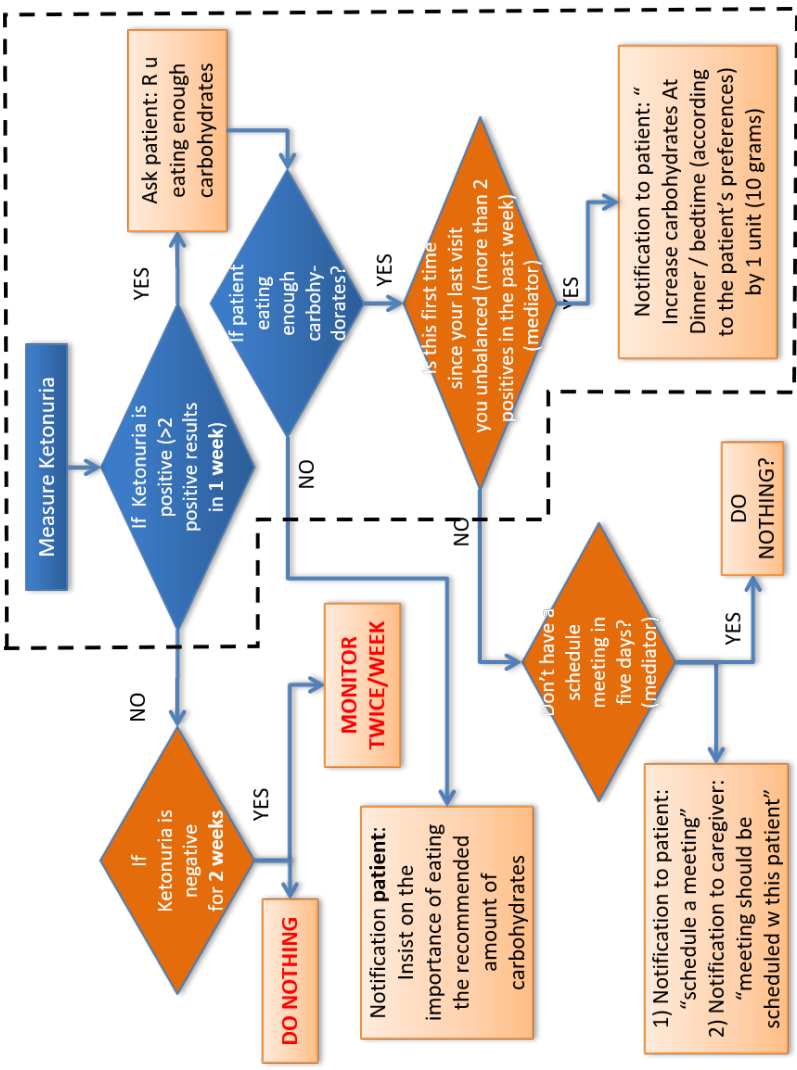 Measure Ketonuria
If Ketonuria is
positive (>2
positive results
in 1 week)
YES
Ask patient: R u
eating enough
carbohydrates
If patient
eating
enough
carbohy-
dorates?
YES
NO
Is this first time
since your last visit
you unbalanced (more than 2
positives in the past week)
(mediator)
YES
Notification to patient: “
Increase carbohydrates At
Dinner / bedtime (according
to the patient’s preferences)
by 1 unit (10 grams)
NO
Don’t have a
schedule
meeting in
five days?
(mediator)
YES
DO
NOTHING?
1) Notification to patient:
“schedule a meeting”
2) Notification to caregiver:
“meeting should be
scheduled w this patient”
NO
If
Ketonuria is
negative
for 2 weeks
YES
MONITOR
TWICE/WEEK
DO NOTHING
Notification patient:
Insist on the
importance of eating
the recommended
amount of
carbohydrates